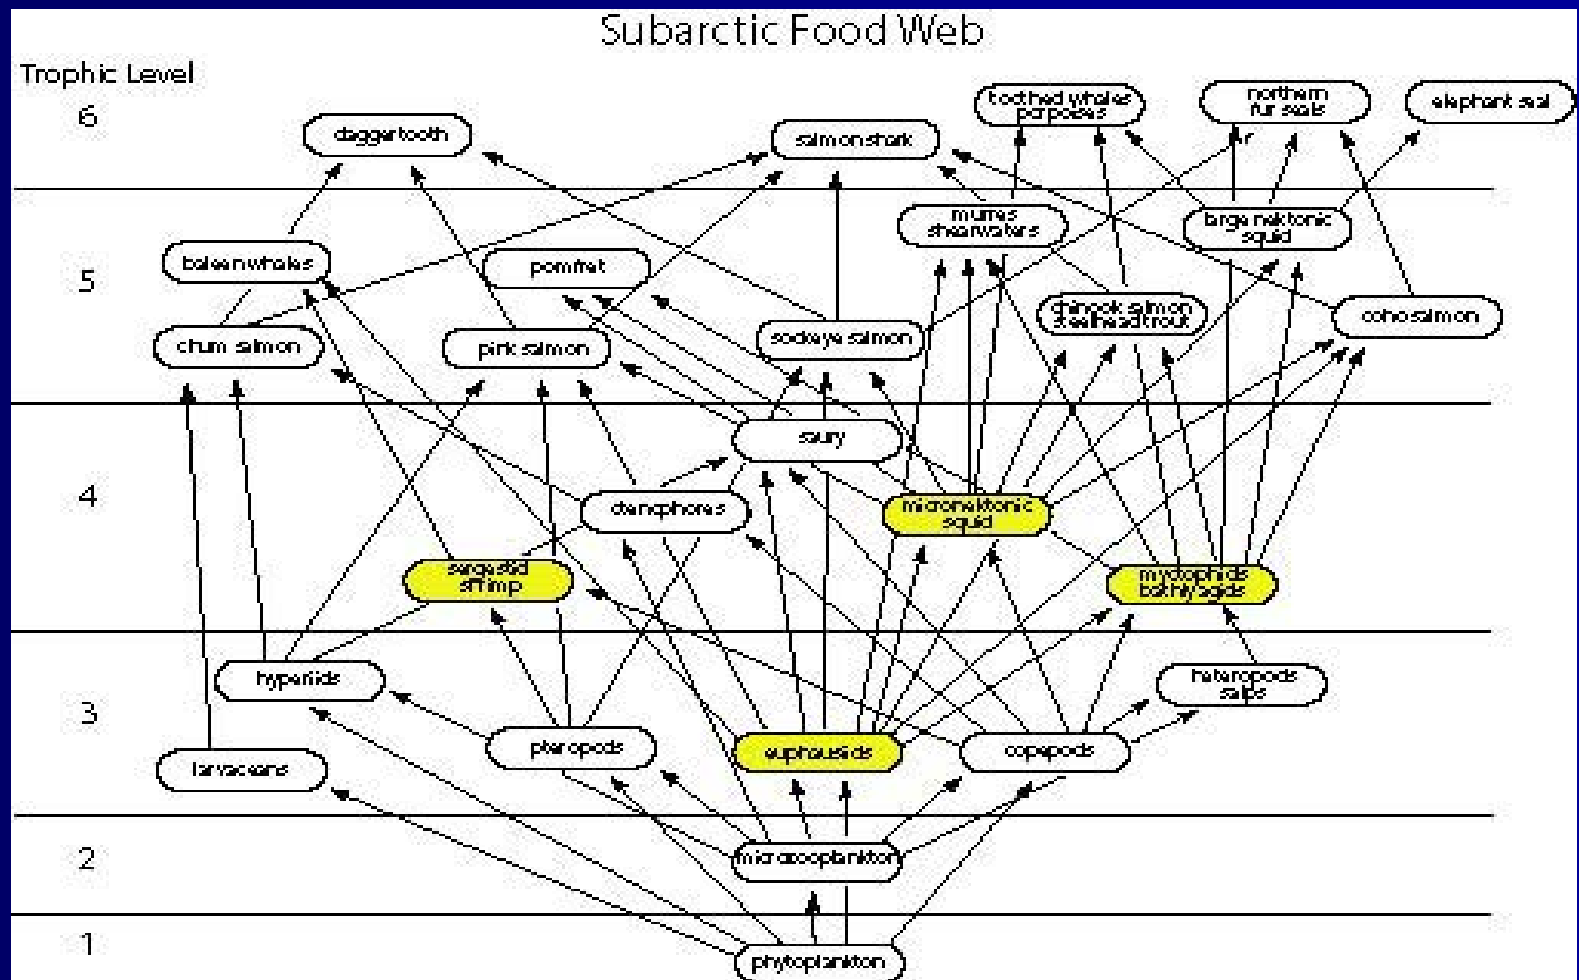 Subarctic Food Web
Trophic Level
6
toothed whales
porpoises
northern
fur seals
elephant seal
daggertooth
salmon shark
5
murres
shearwaters
large nektonic
squid
baleen whales
pomfret
chinook salmon
steelhead trout
coho salmon
chum salmon
pink salmon
sockeye salmon
4
saury
ctenophores
micronektonic
squid
sergestid
shrimp
myctophids
bathylagids
3
hyperiids
heteropods
salps
larvaceans
pteropods
euphausiids
copepods
2
microzooplankton
1
phytoplankton